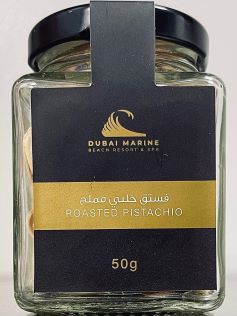 DUBAI MARINE
BEACH RESORT & SPA
فستق حلبي مملح
ROASTED PISTACHIO
50g